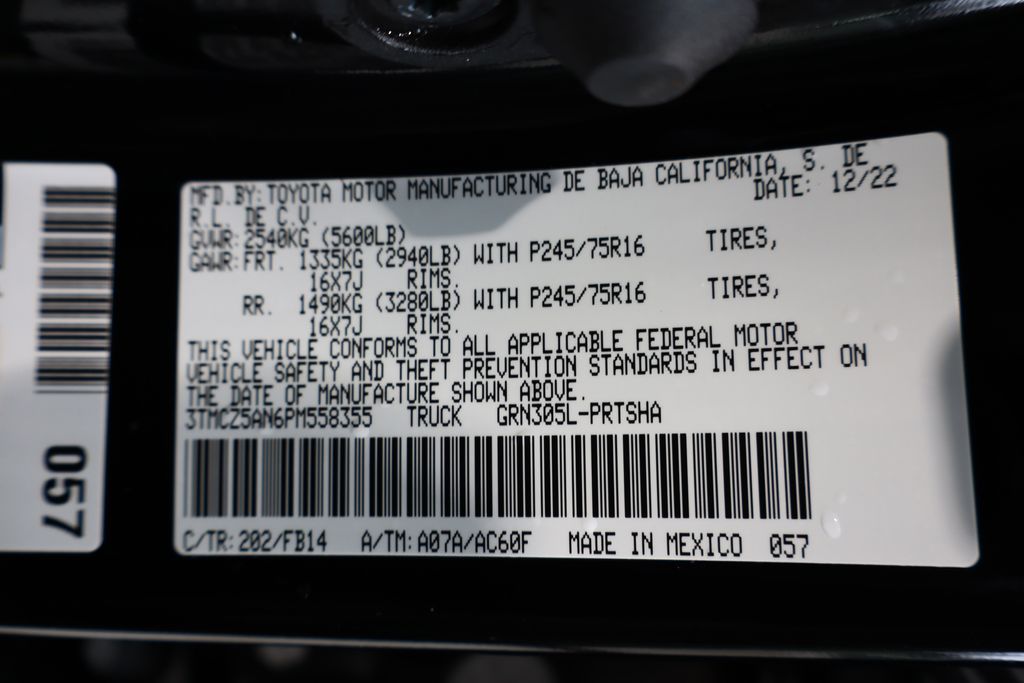 MFD.BY: TOYOTA MOTOR MANUFACTURING DE BAJA CALIFORNIA, S. DE
R.L. DE C.V. DATE: 12/22
GVWR: 2540KG (5600LB)
GAWR: FRT. 1335KG (2940LB) WITH P245/75R16 TIRES,
16X7J RIMS.
RR. 1490KG (3280LB) WITH P245/75R16 TIRES,
16X7J RIMS.
THIS VEHICLE CONFORMS TO ALL APPLICABLE FEDERAL MOTOR
VEHICLE SAFETY AND THEFT PREVENTION STANDARDS IN EFFECT ON
THE DATE OF MANUFACTURE SHOWN ABOVE.
3TMCZ5AN6PM558355 TRUCK GRN305L-PRTSHA
C/TR: 202/FB14 A/TM: A07A/AC60F MADE IN MEXICO 057
057